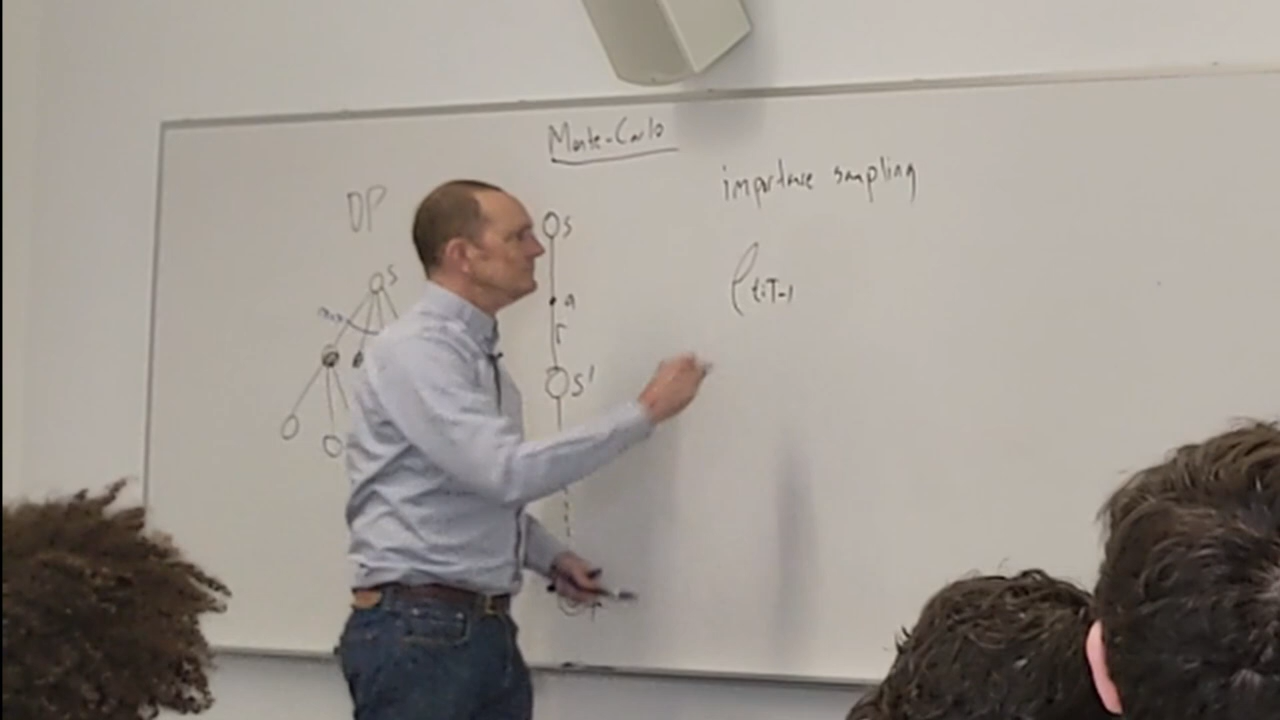 Monte-Carlo
importance sampling
DP
S
S
max
a
r
S'
ρt:T-1